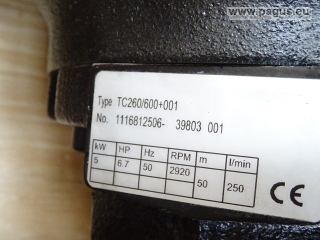 www.pagus.eu
Type TC260/600+001
No. 1116812506- 39803 001
kW HP Hz RPM m l/min
5 6.7 50 2920 50 250
CE